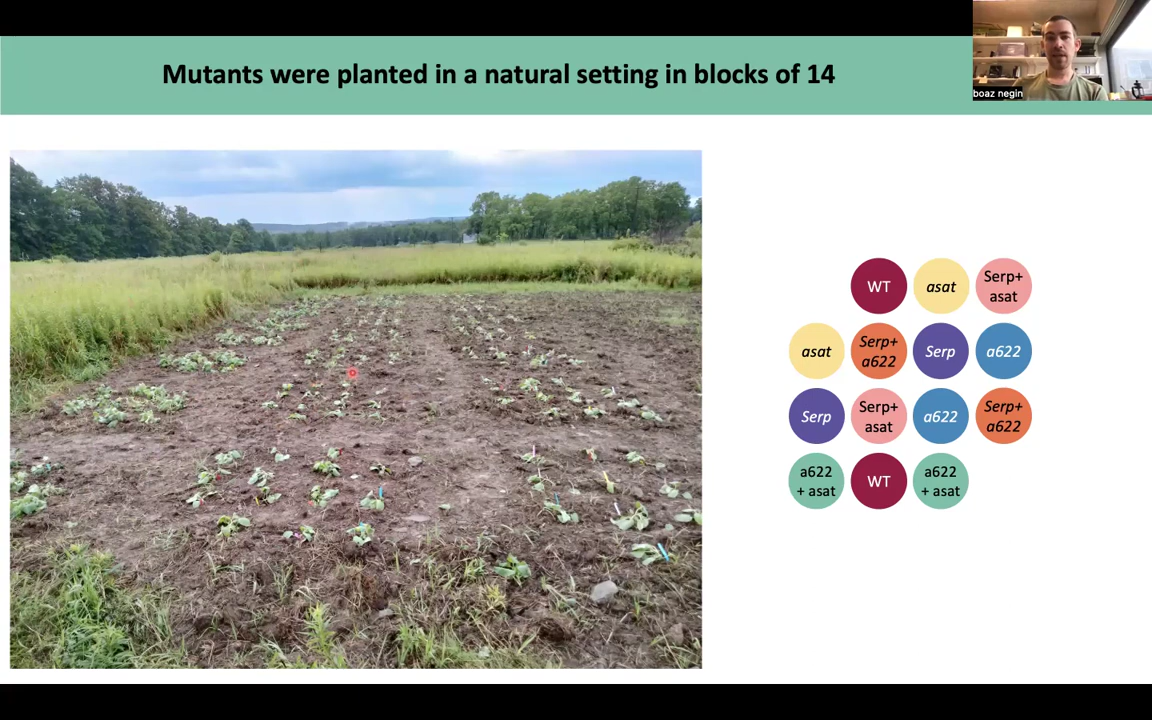 Mutants were planted in a natural setting in blocks of 14
boaz negin
WT
asat
Serp+
asat
asat
Serp+
a622
Serp
a622
Serp
Serp+
asat
a622
Serp+
a622
a622
+ asat
WT
a622
+ asat